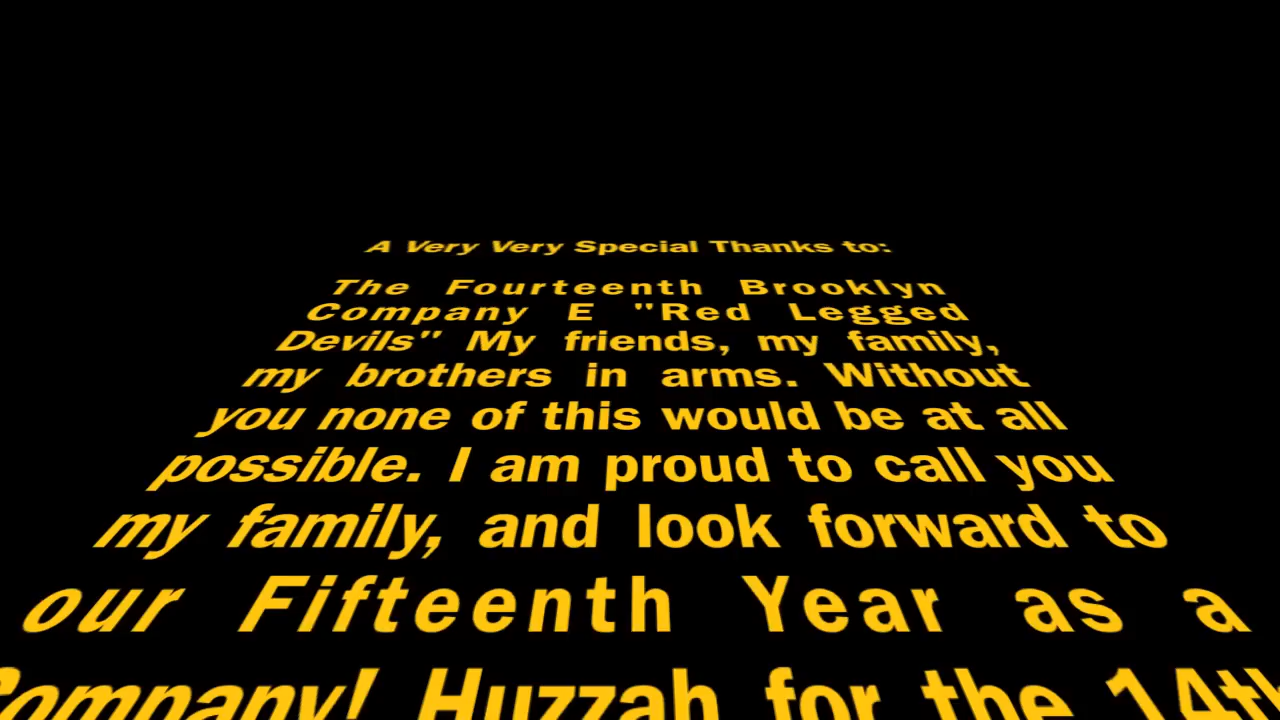 A Very Very Special Thanks to:
The Fourteenth Brooklyn
Company E "Red Legged
Devils" My friends, my family,
my brothers in arms. Without
you none of this would be at all
possible. I am proud to call you
my family, and look forward to
our Fifteenth Year as a
Company! Huzzah for the 14th